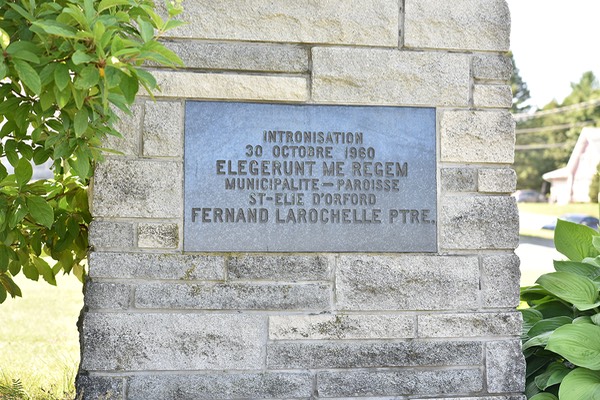 INTRONISATION
30 OCTOBRE 1960
ELEGERUNT ME REGEM
MUNICIPALITE-PAROISSE
ST-ELIE D'ORFORD
FERNAND LAROCHELLE PTRE.